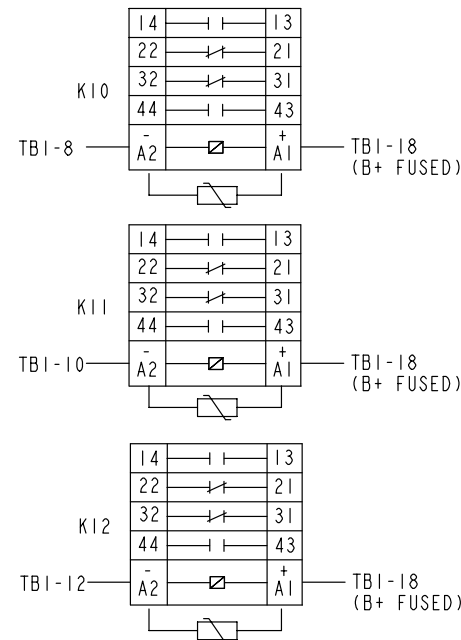 14 13
22 21
32 31
K10
44 43
- +
TB1-8 A2 A1 TB1-18
(B+ FUSED)
14 13
22 21
32 31
K11
44 43
- +
TB1-10 A2 A1 TB1-18
(B+ FUSED)
14 13
22 21
32 31
K12
44 43
- +
TB1-12 A2 A1 TB1-18
(B+ FUSED)